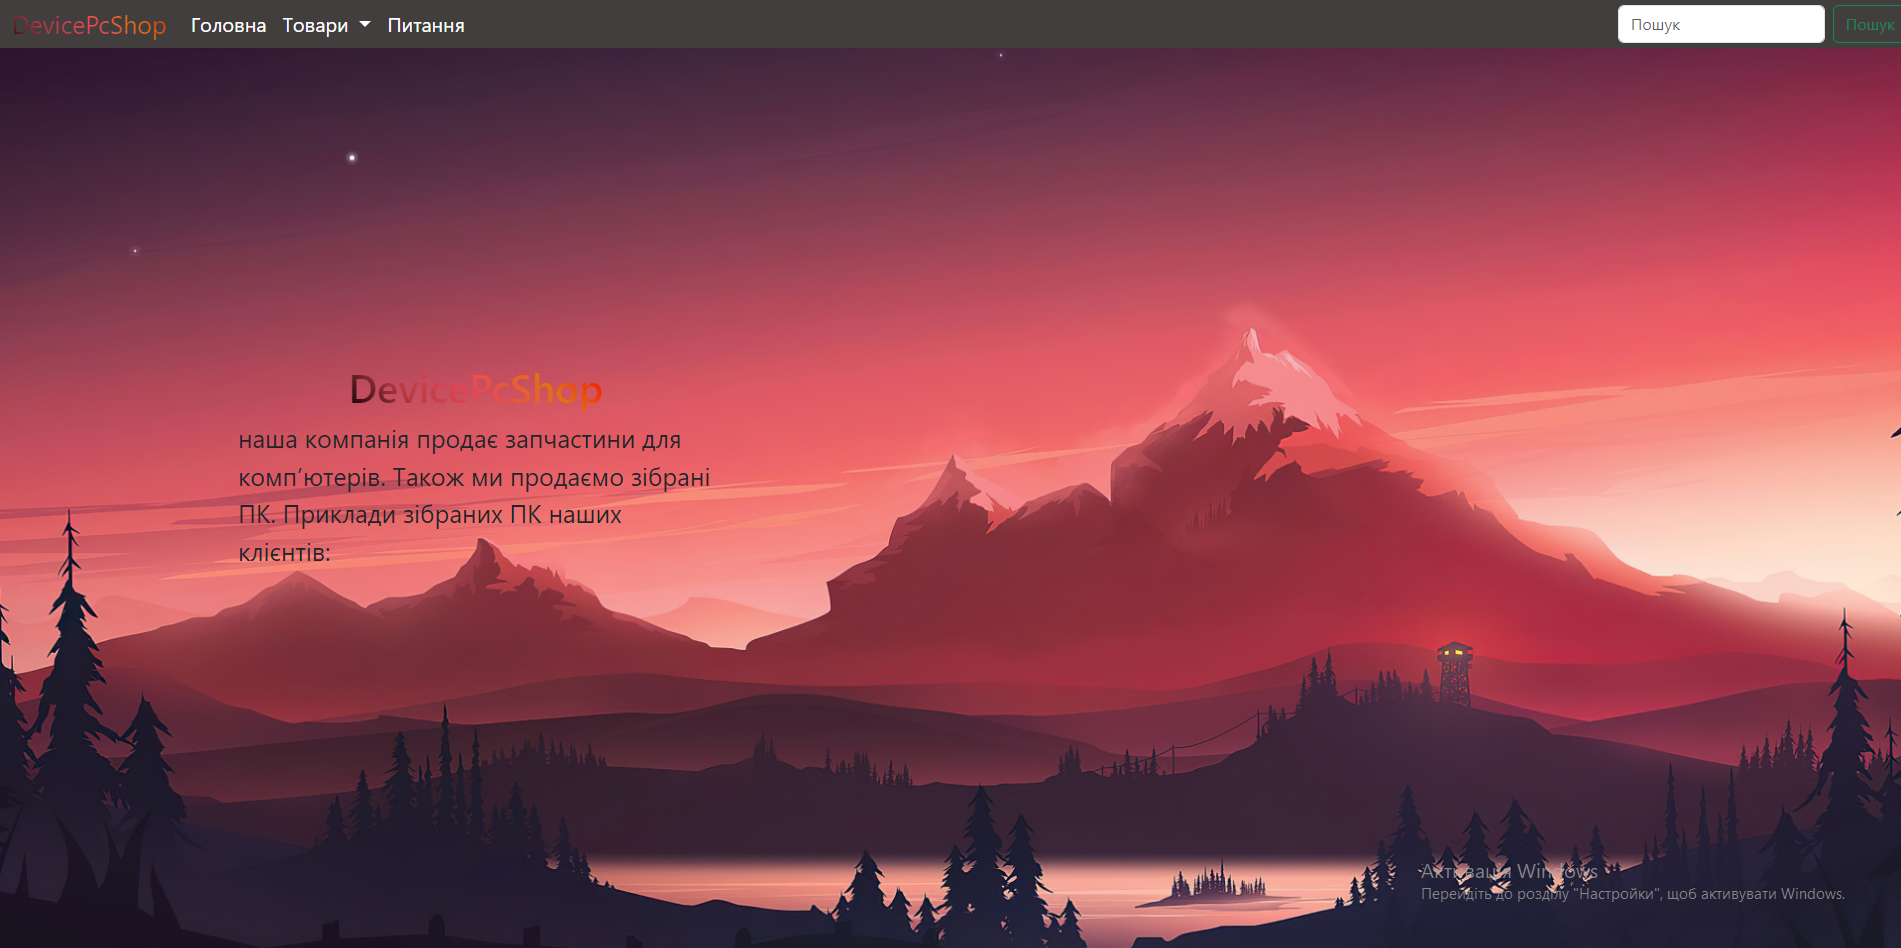 DevicePcShop Головна Товари Питання Пошук Пошук
DevicePcShop
наша компанія продає запчастини для
комп’ютерів. Також ми продаємо зібрані
ПК. Приклади зібраних ПК наших
клієнтів:
Активація Windows
Перейдіть до розділу "Настройки", щоб активувати Windows.